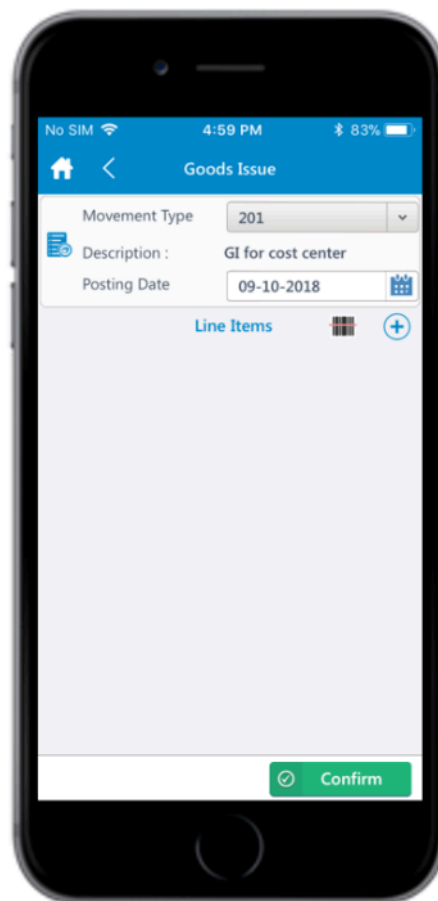 No SIM 4:59 PM 83%
Goods Issue
Movement Type 201
Description : GI for cost center
Posting Date 09-10-2018
Line Items
Confirm